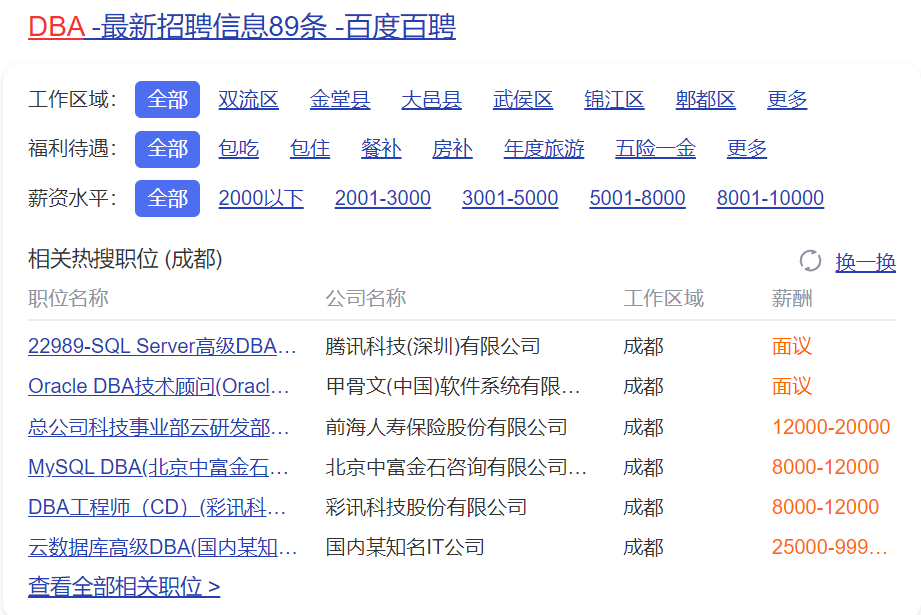 DBA -最新招聘信息89条 -百度百聘
工作区域： 全部 双流区 金堂县 大邑县 武侯区 锦江区 郫都区 更多
福利待遇： 全部 包吃 包住 餐补 房补 年度旅游 五险一金 更多
薪资水平： 全部 2000以下 2001-3000 3001-5000 5001-8000 8001-10000
相关热搜职位 (成都) 换一换
职位名称 公司名称 工作区域 薪酬
22989-SQL Server高级DBA... 腾讯科技(深圳)有限公司 成都 面议
Oracle DBA技术顾问(Oracl... 甲骨文(中国)软件系统有限... 成都 面议
总公司科技事业部云研发部... 前海人寿保险股份有限公司 成都 12000-20000
MySQL DBA(北京中富金石... 北京中富金石咨询有限公司... 成都 8000-12000
DBA工程师（CD）(彩讯科... 彩讯科技股份有限公司 成都 8000-12000
云数据库高级DBA(国内某知... 国内某知名IT公司 成都 25000-999...
查看全部相关职位 >